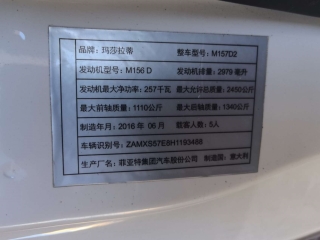 品牌：玛莎拉蒂 整车型号：M157D2
发动机型号：M156 D 发动机排量：2979 毫升
发动机最大净功率：257千瓦 最大允许总质量：2450公斤
最大前轴质量：1110公斤 最大后轴质量：1340公斤
制造年月：2016 年 06 月 乘客人数：5人
车辆识别号：ZAMXS57E8H1193468
生产厂名：菲亚特集团汽车股份公司 制造国：意大利